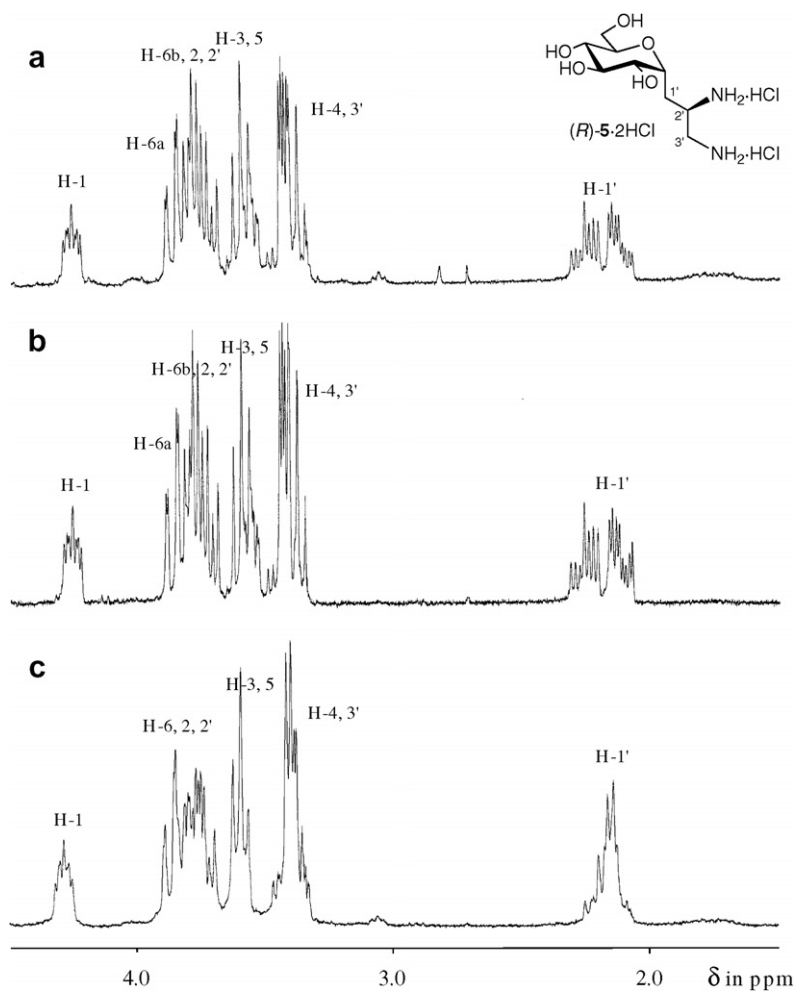 a
H-1
H-6a
H-6b, 2, 2'
H-3, 5
H-4, 3'
H-1'
OH
HO
O
HO
HO
1'
2'
NH₂·HCl
(R)-5·2HCl
3'
NH₂·HCl
b
H-1
H-6a
H-6b, 2, 2'
H-3, 5
H-4, 3'
H-1'
c
H-1
H-6, 2, 2'
H-3, 5
H-4, 3'
H-1'
4.0 3.0 2.0 δ in ppm